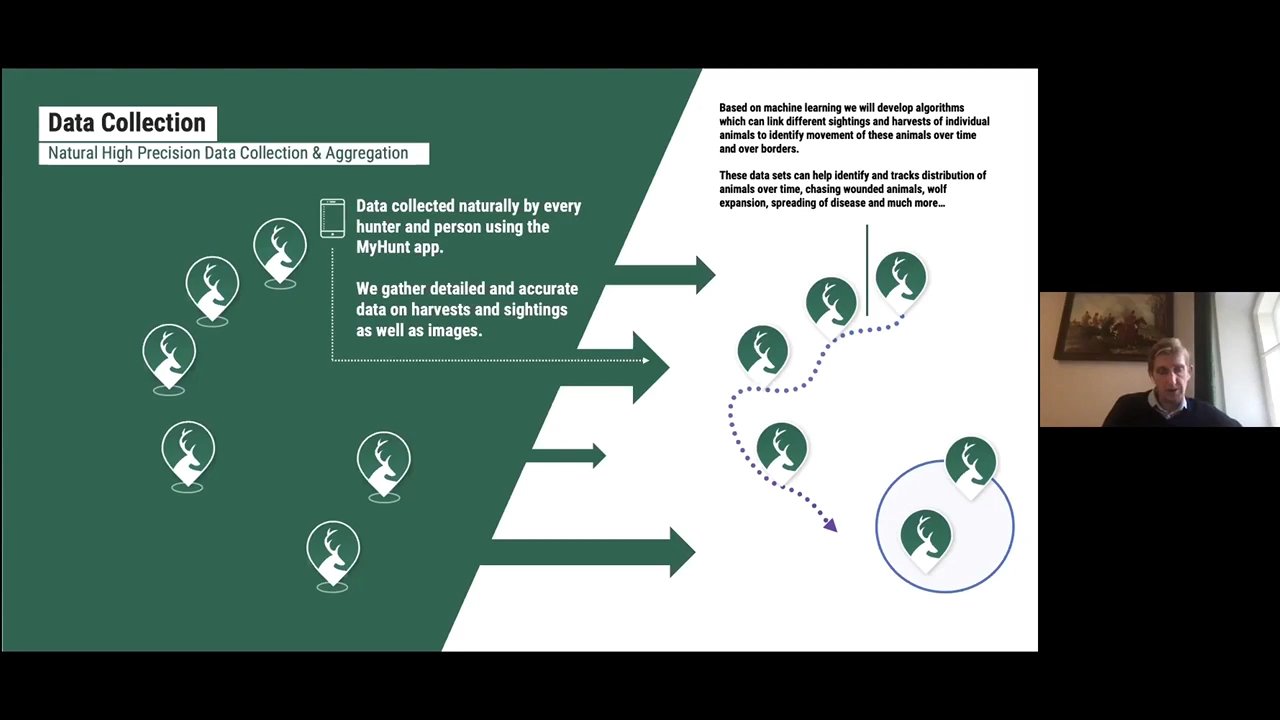 Data Collection
Natural High Precision Data Collection & Aggregation
Data collected naturally by every
hunter and person using the
MyHunt app.
We gather detailed and accurate
data on harvests and sightings
as well as images.
Based on machine learning we will develop algorithms
which can link different sightings and harvests of individual
animals to identify movement of these animals over time
and over borders.
These data sets can help identify and tracks distribution of
animals over time, chasing wounded animals, wolf
expansion, spreading of disease and much more...